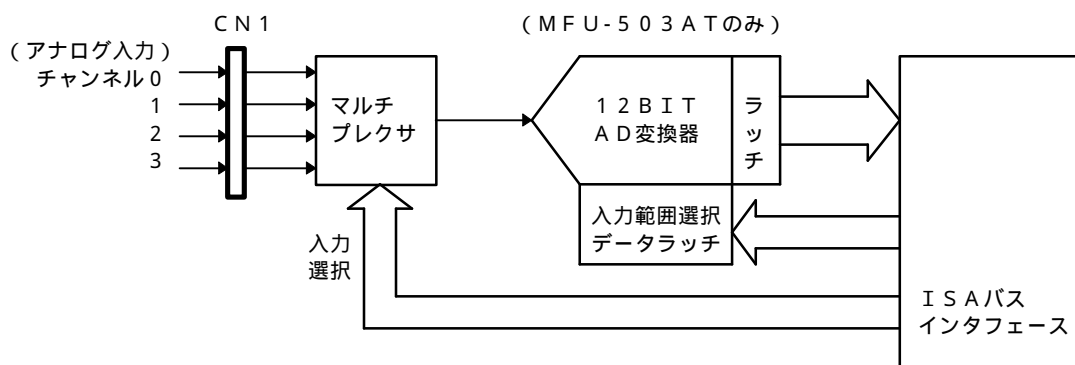 CN1
(MFU-503ATのみ)
(アナログ入力)
チャンネル0
1
2
3
マルチ
プレクサ
12BIT
AD変換器
ラッチ
入力範囲選択
データラッチ
入力
選択
ISAバス
インタフェース